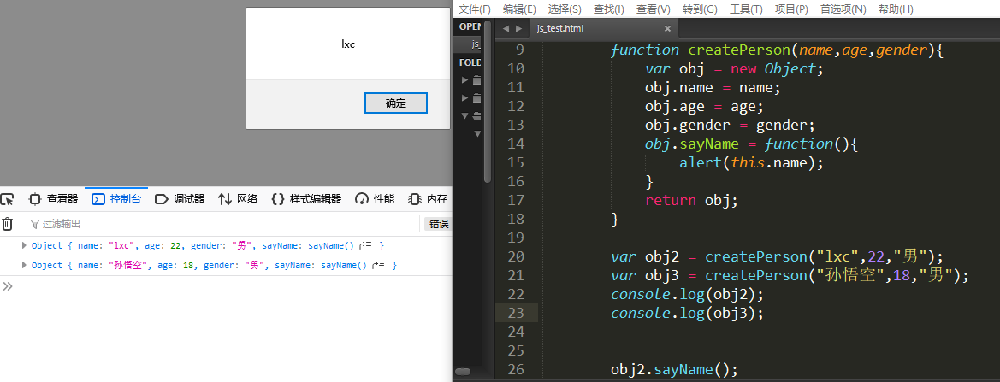 lxc
确定
查看器 控制台 调试器 网络 样式编辑器 性能 内存
过滤输出 错误
Object { name: "lxc", age: 22, gender: "男", sayName: sayName() }
Object { name: "孙悟空", age: 18, gender: "男", sayName: sayName() }
文件(F) 编辑(E) 选择(S) 查找(I) 查看(V) 转到(G) 工具(T) 项目(P) 首选项(N) 帮助(H)
OPEN
js_
FOLD
js_test.html
9 function createPerson(name,age,gender){
10 var obj = new Object;
11 obj.name = name;
12 obj.age = age;
13 obj.gender = gender;
14 obj.sayName = function(){
15 alert(this.name);
16 }
17 return obj;
18 }
19
20 var obj2 = createPerson("lxc",22,"男");
21 var obj3 = createPerson("孙悟空",18,"男");
22 console.log(obj2);
23 console.log(obj3);
24
25
26 obj2.sayName();